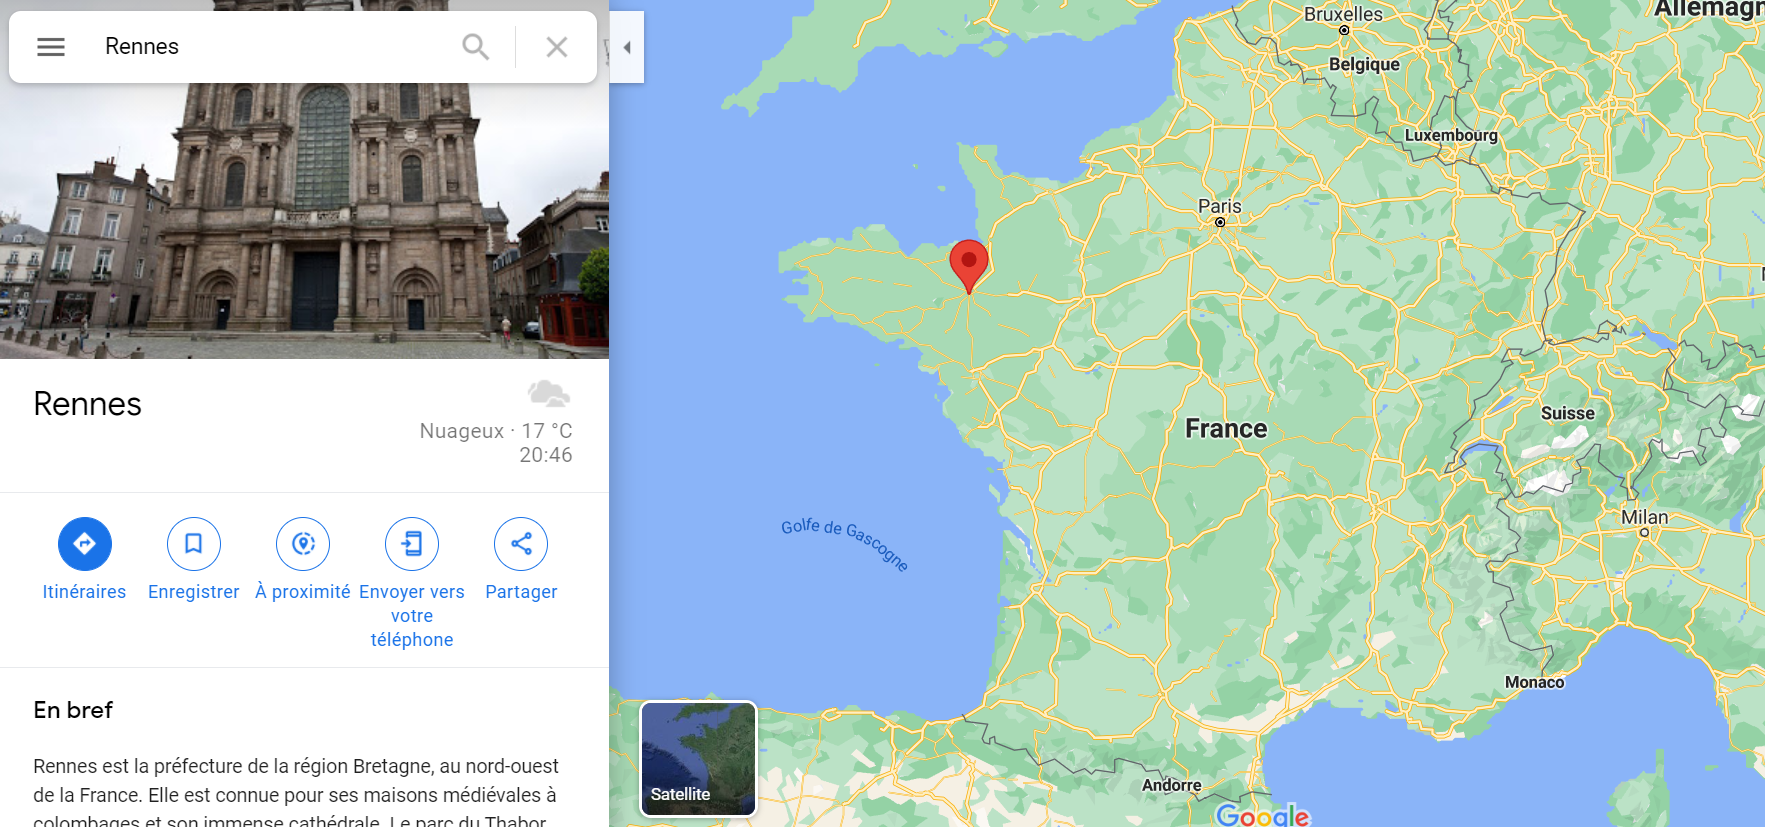 Rennes
Rennes
Nuageux · 17 °C
20:46
Itinéraires
Enregistrer
À proximité
Envoyer vers
votre
téléphone
Partager
En bref
Rennes est la préfecture de la région Bretagne, au nord-ouest
de la France. Elle est connue pour ses maisons médiévales à
colombages et son immense cathédrale. Le parc du Thabor
Bruxelles
Allemagn
Belgique
Luxembourg
Paris
Suisse
France
Milan
Golfe de Gascogne
Monaco
Andorre
Satellite
Google